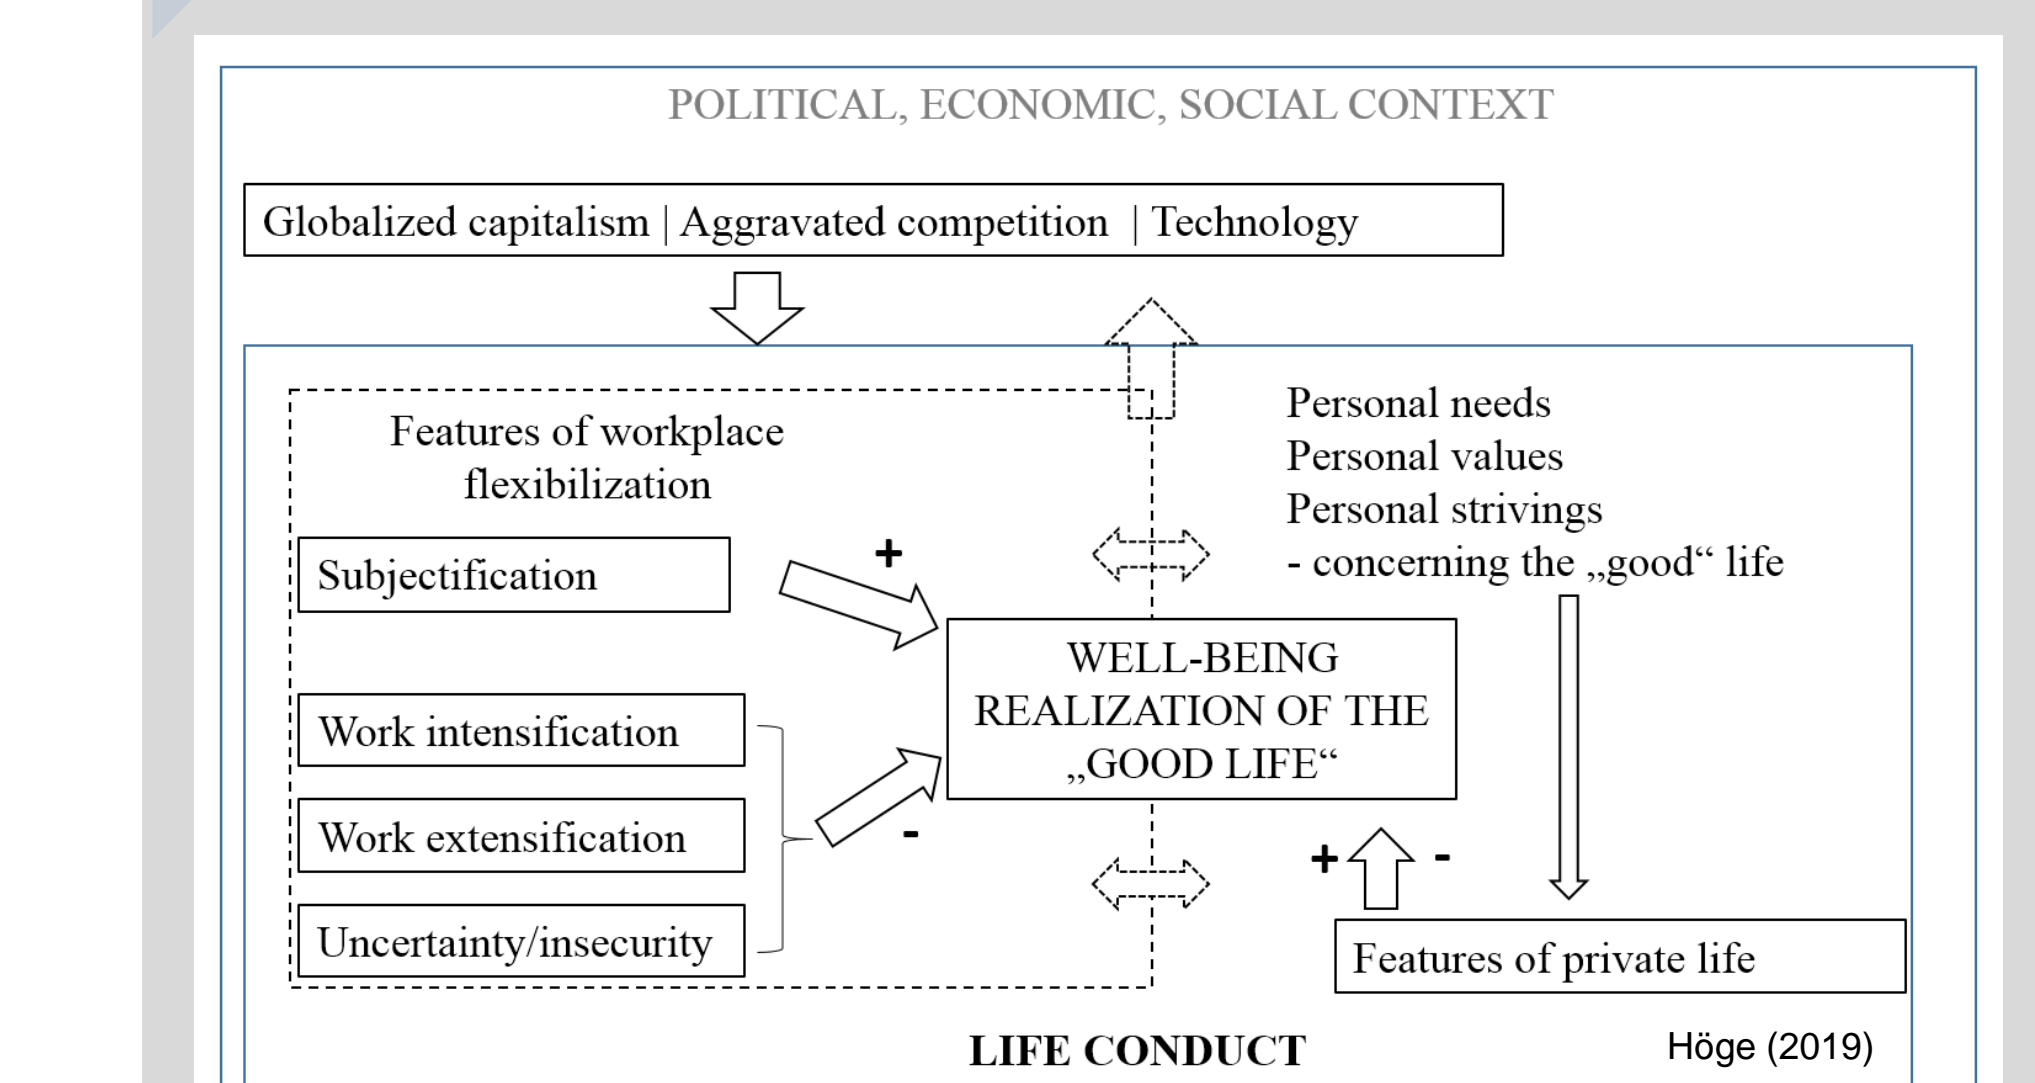 POLITICAL, ECONOMIC, SOCIAL CONTEXT
Globalized capitalism | Aggravated competition | Technology
Features of workplace
flexibilization
Personal needs
Personal values
Personal strivings
- concerning the „good“ life
Subjectification
+
WELL-BEING
REALIZATION OF THE
„GOOD LIFE“
Work intensification
Work extensification
Uncertainty/insecurity
-
+ -
Features of private life
LIFE CONDUCT
Höge (2019)